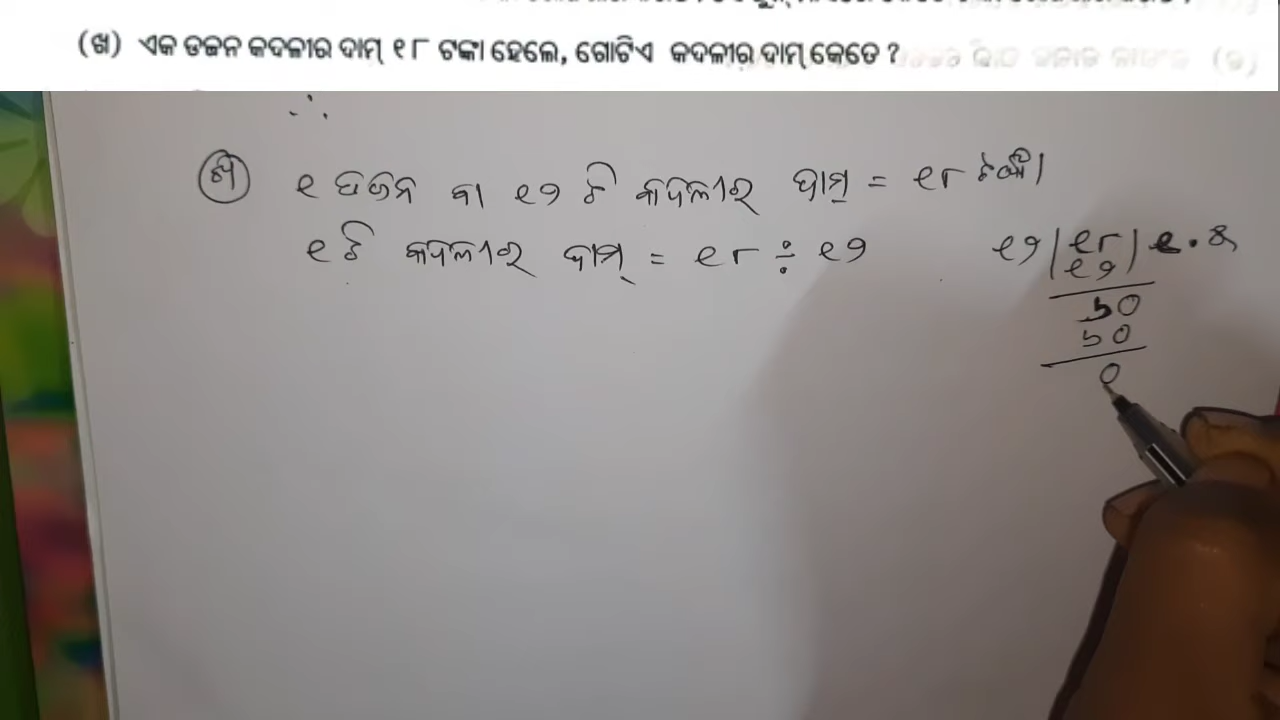 (ଖ) ଏକ ଡଜନ କଦଳୀର ଦାମ୍ ୧୮ ଟଙ୍କା ହେଲେ, ଗୋଟିଏ କଦଳୀର ଦାମ୍ କେତେ ?
ଖ ୧ ଡଜନ ବା ୧୨ ଟି କଦଳୀର ଦାମ୍ = ୧୮ ଟଙ୍କା।
୧ ଟି କଦଳୀର ଦାମ୍ = ୧୮ ÷ ୧୨
୧୨ | ୧୮ | ୧.୫
୧୨
୬୦
୬୦
୦